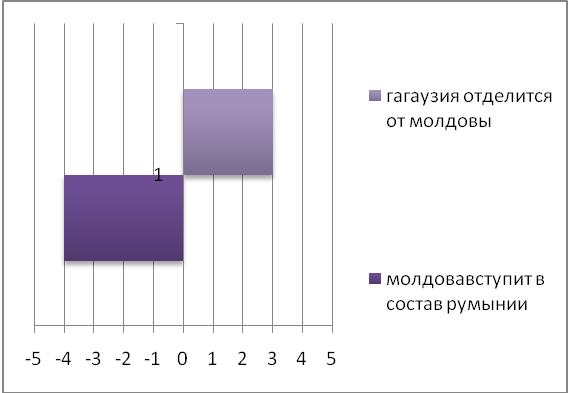 гагаузия отделится
от молдовы
1
молдовавступит в
состав румынии
-5 -4 -3 -2 -1 0 1 2 3 4 5